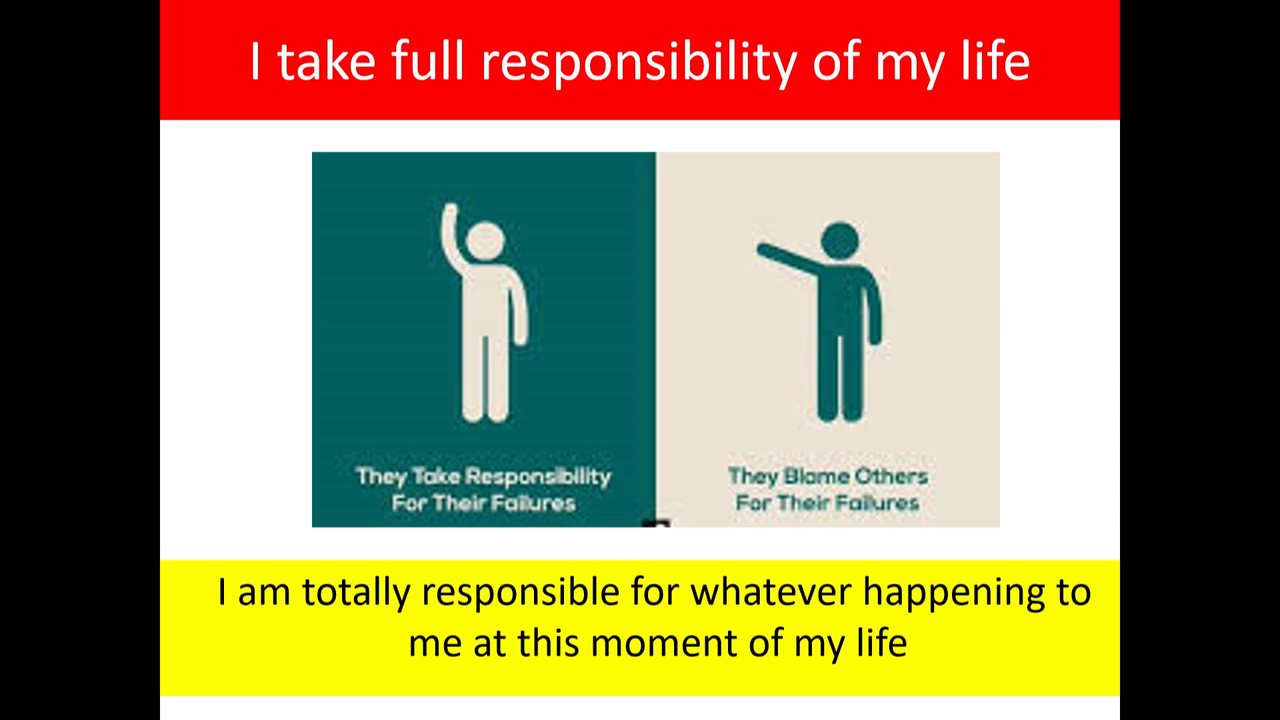 I take full responsibility of my life
They Take Responsibility
For Their Failures
They Blame Others
For Their Failures
I am totally responsible for whatever happening to
me at this moment of my life